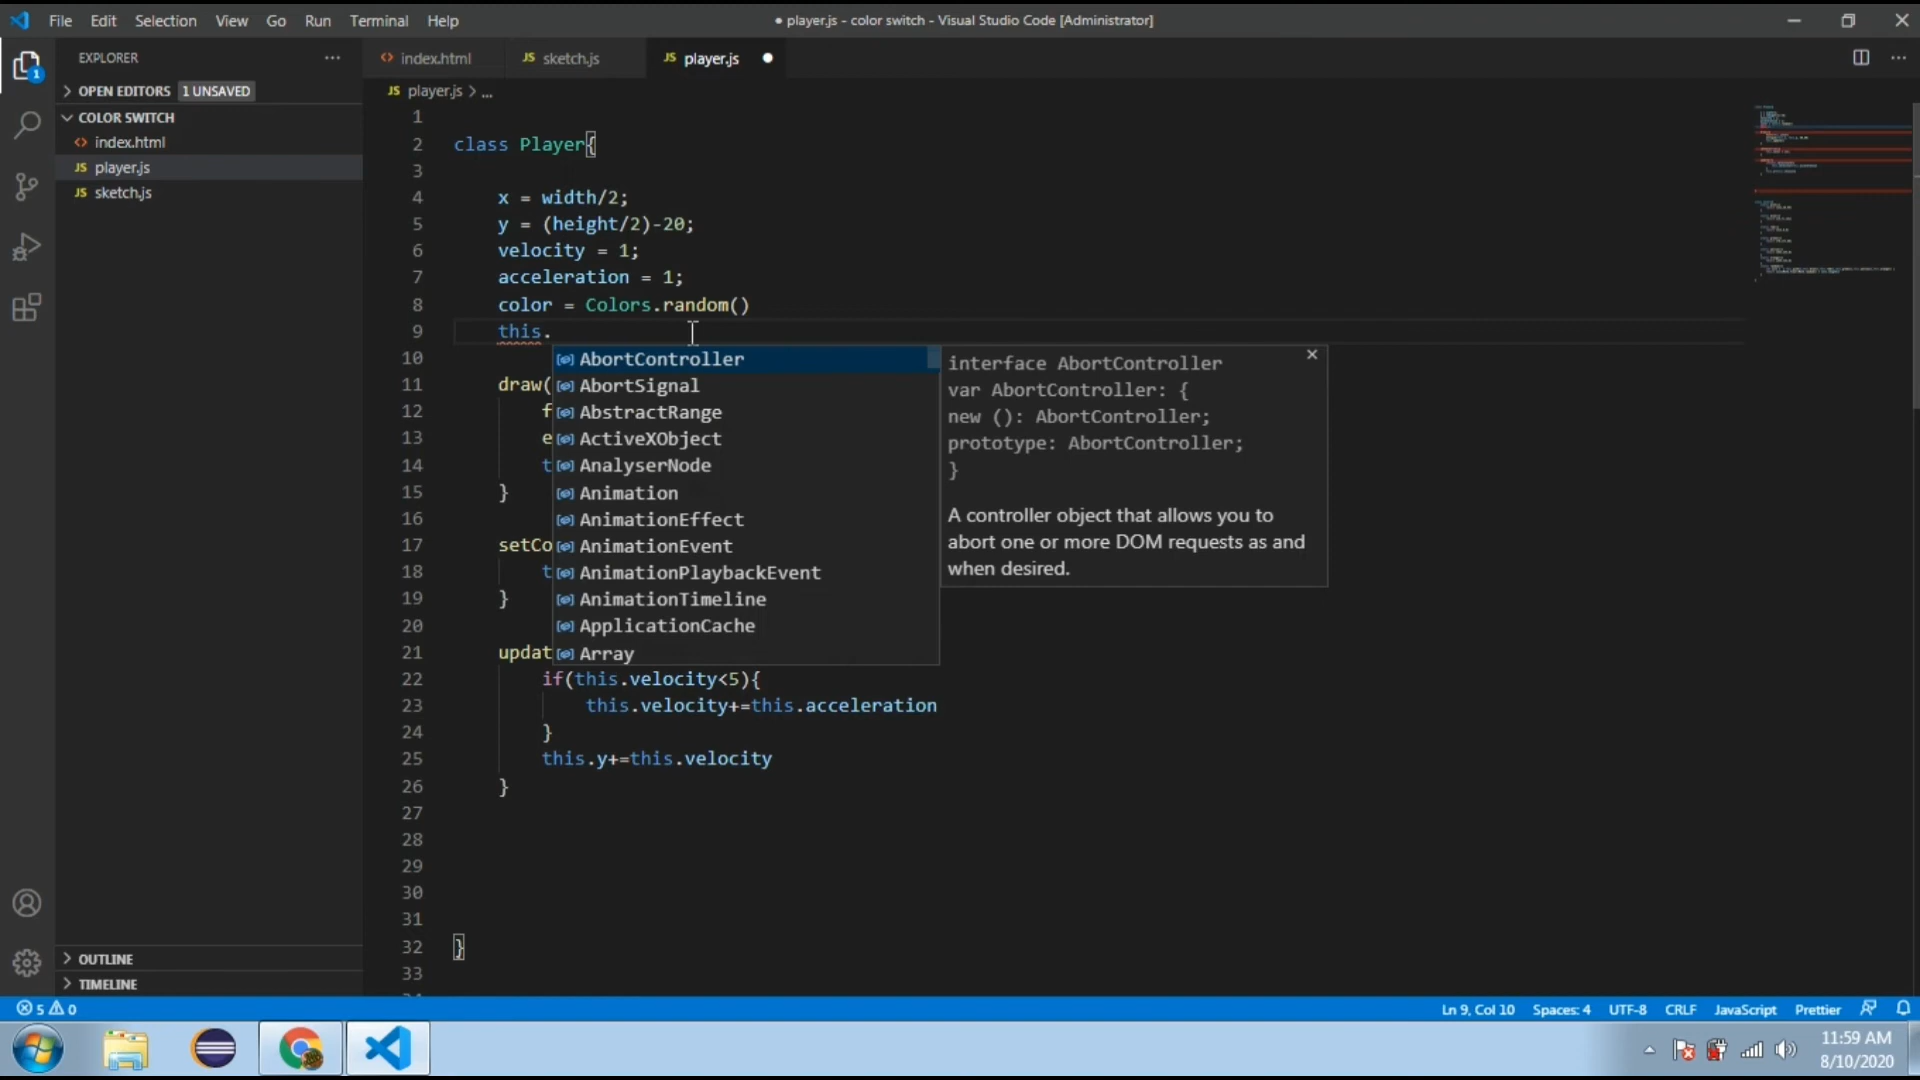 File Edit Selection View Go Run Terminal Help
● player.js - color switch - Visual Studio Code [Administrator]
EXPLORER ...
index.html
JS sketch.js
JS player.js ●
OPEN EDITORS 1 UNSAVED
JS player.js > ...
COLOR SWITCH
index.html
JS player.js
JS sketch.js
1
2 class Player{
3
4 x = width/2;
5 y = (height/2)-20;
6 velocity = 1;
7 acceleration = 1;
8 color = Colors.random()
9 this.
10
11 draw(
12 f
13 e
14 t
15 }
16
17 setCo
18 t
19 }
20
21 updat
22 if(this.velocity<5){
23 this.velocity+=this.acceleration
24 }
25 this.y+=this.velocity
26 }
27
28
29
30
31
32 }
33
AbortController
AbortSignal
AbstractRange
ActiveXObject
AnalyserNode
Animation
AnimationEffect
AnimationEvent
AnimationPlaybackEvent
AnimationTimeline
ApplicationCache
Array
interface AbortController
var AbortController: {
new (): AbortController;
prototype: AbortController;
}
A controller object that allows you to
abort one or more DOM requests as and
when desired.
OUTLINE
TIMELINE
5 0
Ln 9, Col 10 Spaces: 4 UTF-8 CRLF JavaScript Prettier
11:59 AM
8/10/2020